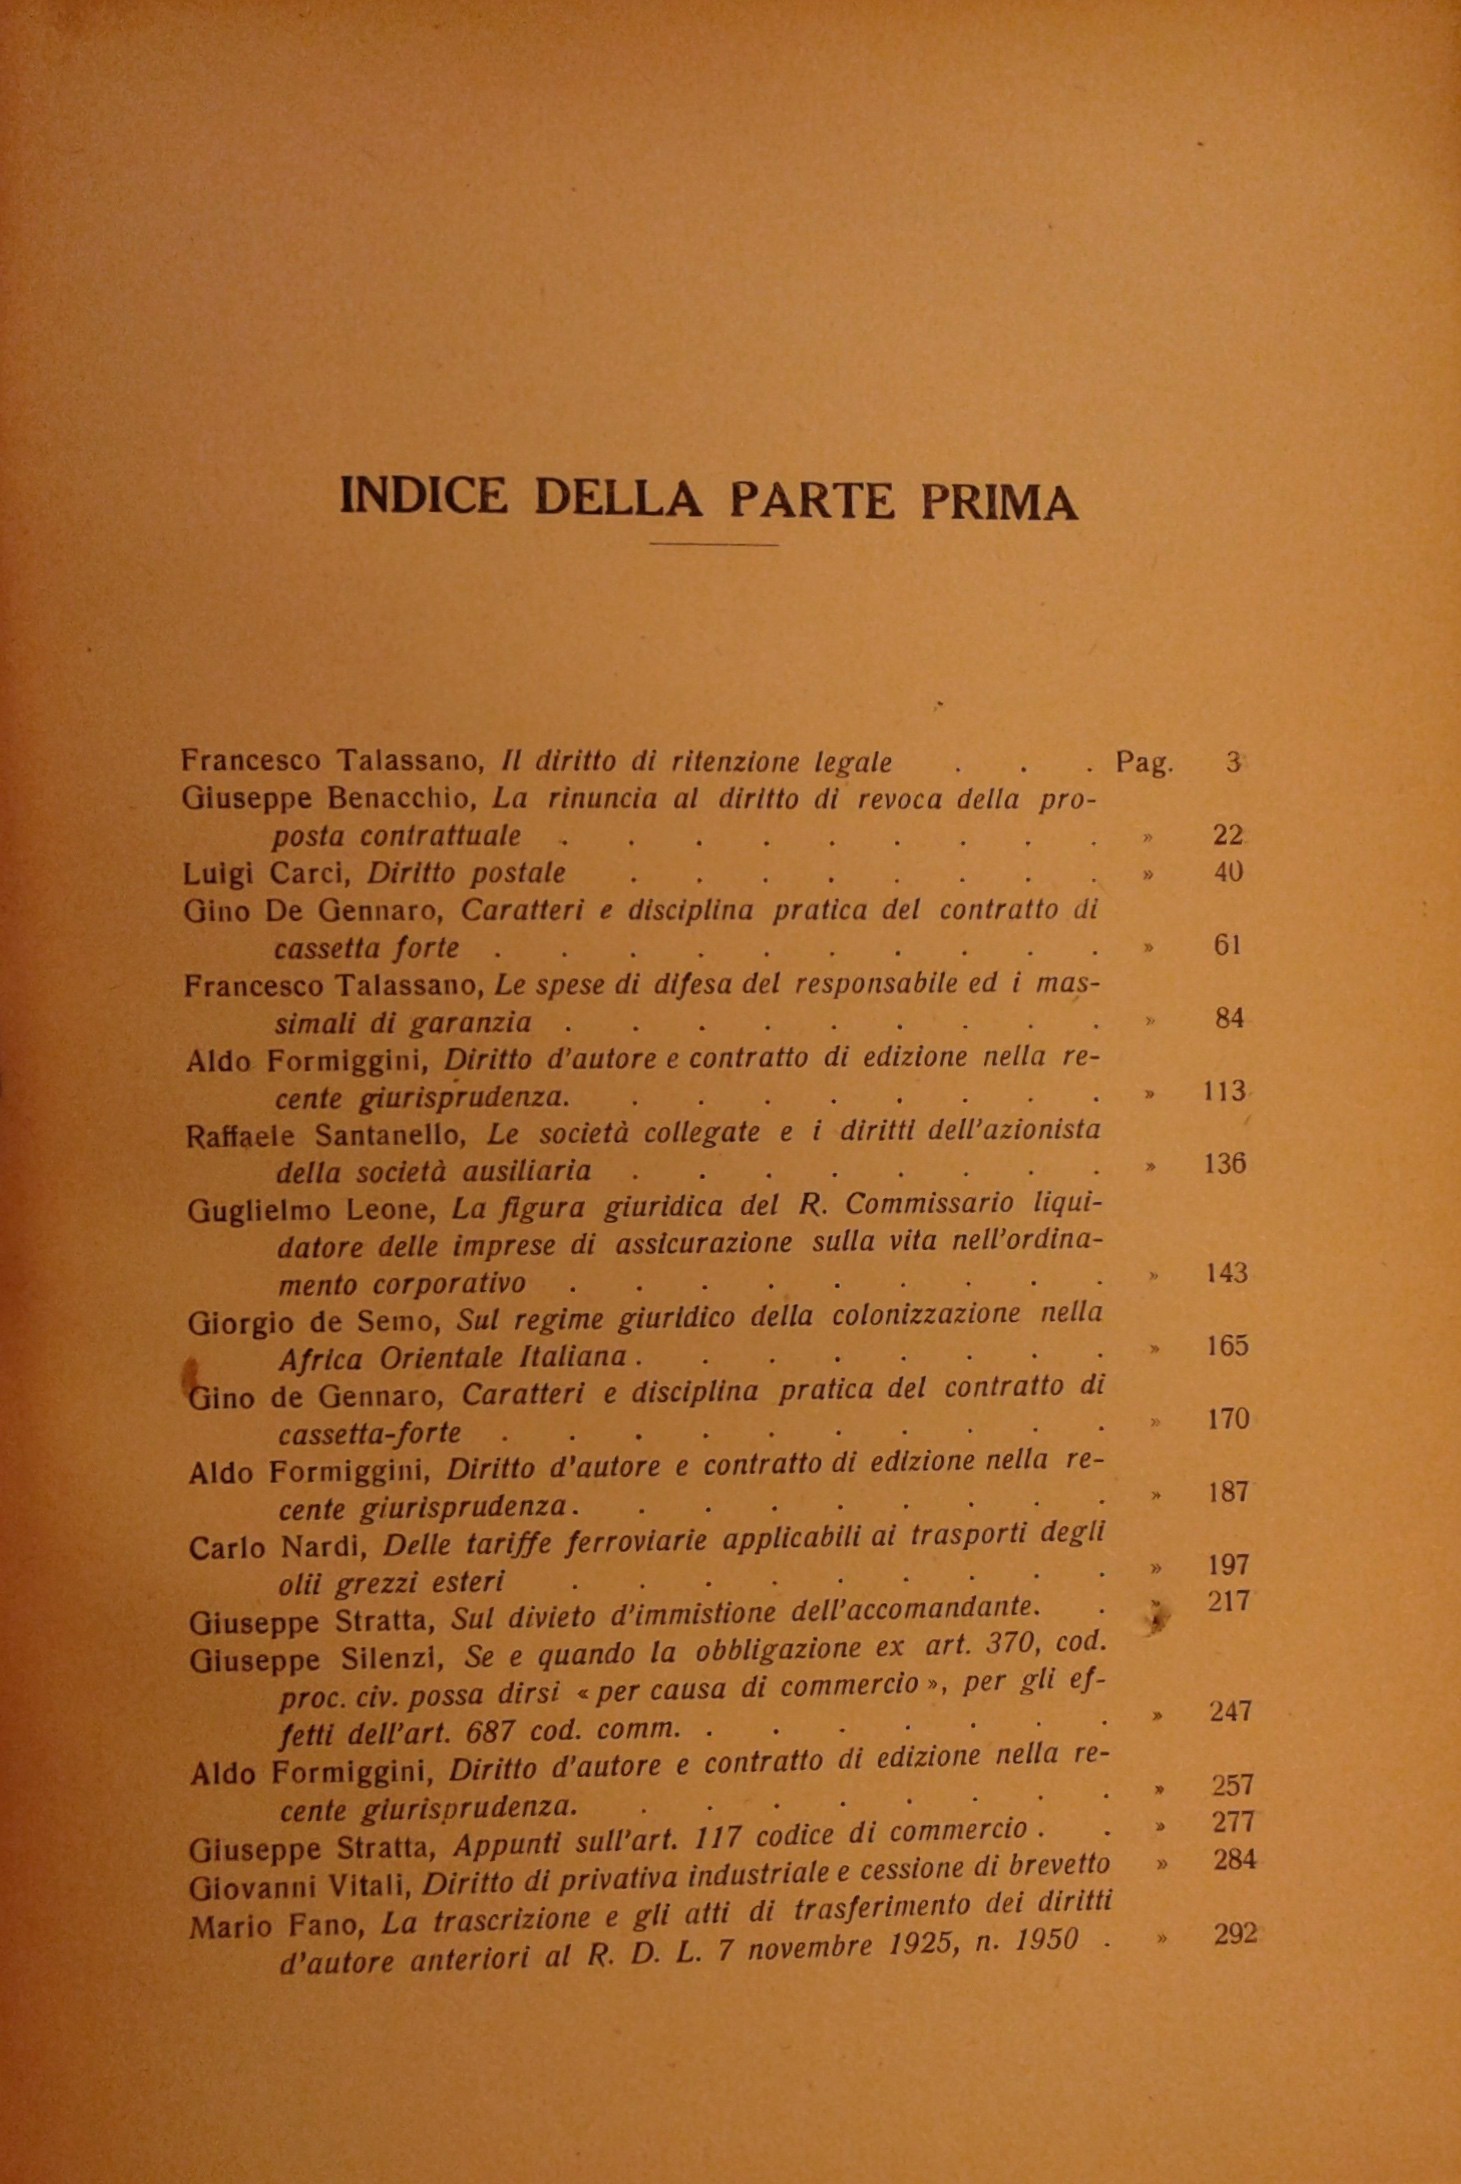 INDICE DELLA PARTE PRIMA
Francesco Talassano, Il diritto di ritenzione legale . . . Pag. 3
Giuseppe Benacchio, La rinuncia al diritto di revoca della pro-
posta contrattuale . . . . . . . . . » 22
Luigi Carci, Diritto postale . . . . . . . . » 40
Gino De Gennaro, Caratteri e disciplina pratica del contratto di
cassetta forte . . . . . . . . . . » 61
Francesco Talassano, Le spese di difesa del responsabile ed i mas-
simali di garanzia . . . . . . . . . » 84
Aldo Formiggini, Diritto d'autore e contratto di edizione nella re-
cente giurisprudenza. . . . . . . . . » 113
Raffaele Santanello, Le società collegate e i diritti dell'azionista
della società ausiliaria . . . . . . . . » 136
Guglielmo Leone, La figura giuridica del R. Commissario liqui-
datore delle imprese di assicurazione sulla vita nell'ordina-
mento corporativo . . . . . . . . . » 143
Giorgio de Semo, Sul regime giuridico della colonizzazione nella
Africa Orientale Italiana . . . . . . . . » 165
Gino de Gennaro, Caratteri e disciplina pratica del contratto di
cassetta-forte . . . . . . . . . . » 170
Aldo Formiggini, Diritto d'autore e contratto di edizione nella re-
cente giurisprudenza . . . . . . . . . » 187
Carlo Nardi, Delle tariffe ferroviarie applicabili ai trasporti degli
olii grezzi esteri . . . . . . . . . » 197
Giuseppe Stratta, Sul divieto d'immistione dell'accomandante. . » 217
Giuseppe Silenzi, Se e quando la obbligazione ex art. 370, cod.
proc. civ. possa dirsi « per causa di commercio », per gli ef-
fetti dell'art. 687 cod. comm. . . . . . . . » 247
Aldo Formiggini, Diritto d'autore e contratto di edizione nella re-
cente giurisprudenza. . . . . . . . . » 257
Giuseppe Stratta, Appunti sull'art. 117 codice di commercio . . » 277
Giovanni Vitali, Diritto di privativa industriale e cessione di brevetto » 284
Mario Fano, La trascrizione e gli atti di trasferimento dei diritti
d'autore anteriori al R. D. L. 7 novembre 1925, n. 1950 . » 292